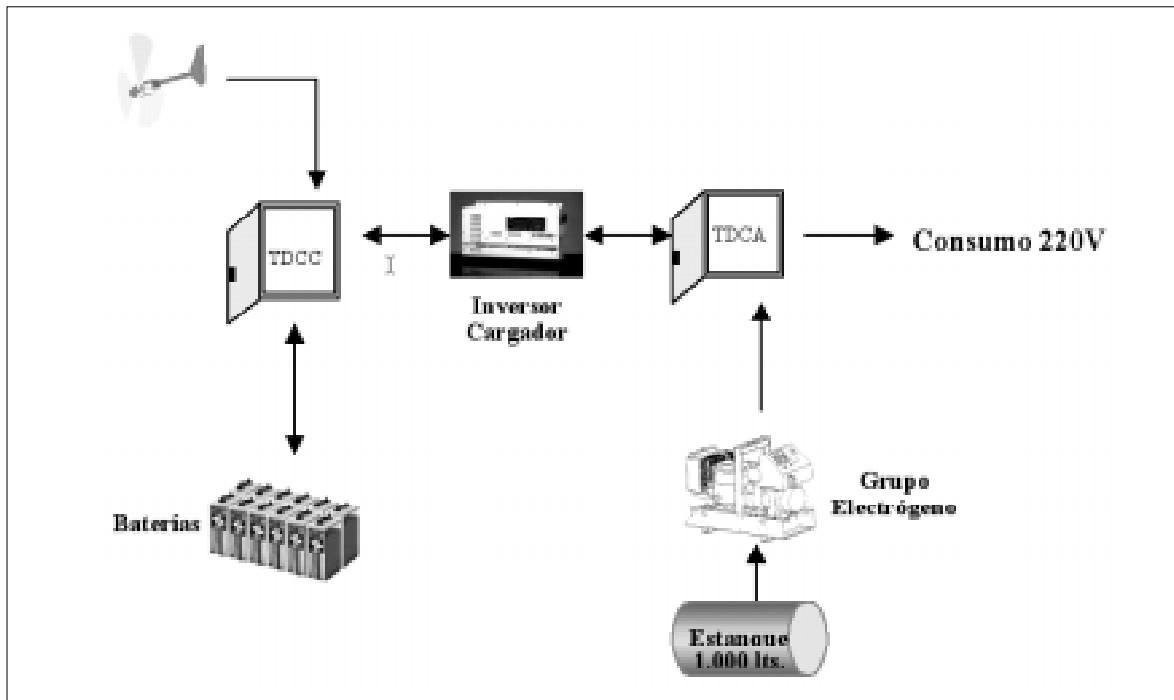 TDCC
I
Inversor
Cargador
TDCA
Consumo 220V
Baterías
Grupo
Electrógeno
Estanque
1.000 lts.